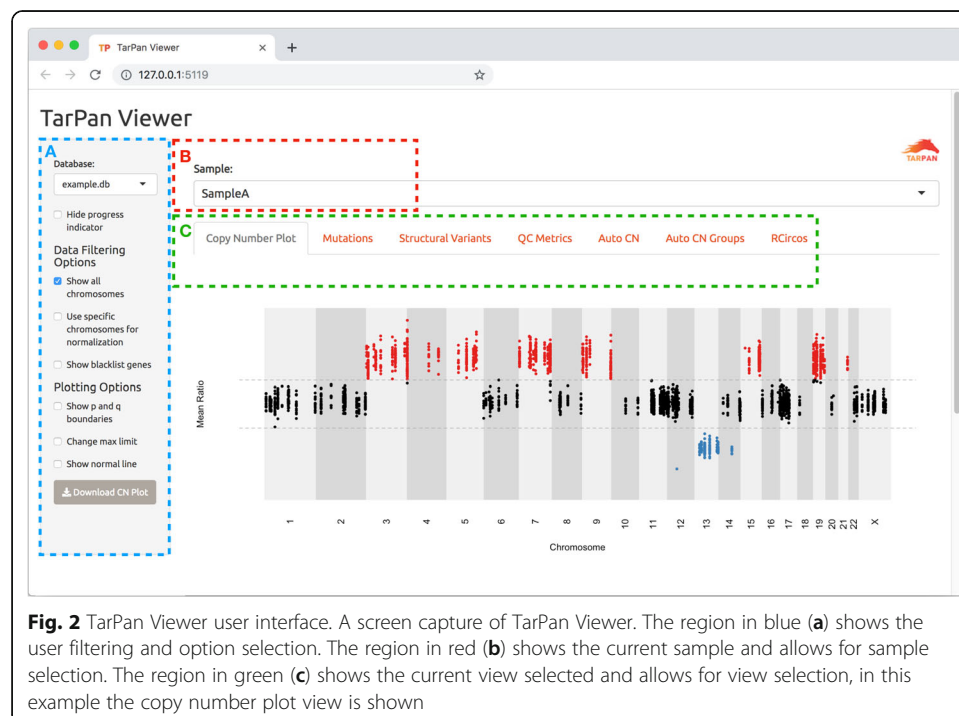 TP TarPan Viewer × +
127.0.0.1:5119
TarPan Viewer
TARPAN
A
Database:
example.db
Hide progress
indicator
Data Filtering
Options
Show all
chromosomes
Use specific
chromosomes for
normalization
Show blacklist genes
Plotting Options
Show p and q
boundaries
Change max limit
Show normal line
Download CN Plot
B
Sample:
SampleA
C
Copy Number Plot Mutations Structural Variants QC Metrics Auto CN Auto CN Groups RCircos
Mean Ratio
1 2 3 4 5 6 7 8 9 10 11 12 13 14 15 16 17 18 19 20 21 22 X
Chromosome
Fig. 2 TarPan Viewer user interface. A screen capture of TarPan Viewer. The region in blue (a) shows the
user filtering and option selection. The region in red (b) shows the current sample and allows for sample
selection. The region in green (c) shows the current view selected and allows for view selection, in this
example the copy number plot view is shown